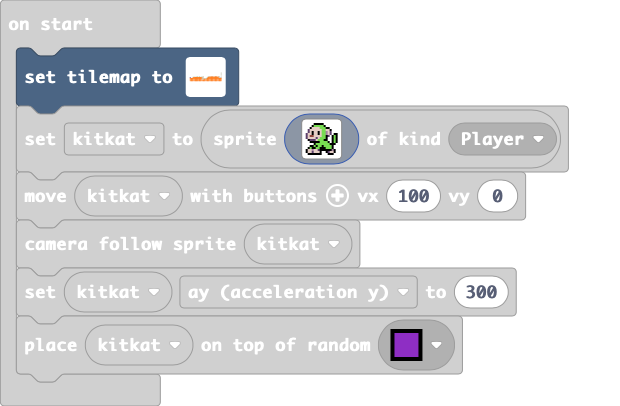 on start
set tilemap to
set kitkat to sprite of kind Player
move kitkat with buttons vx 100 vy 0
camera follow sprite kitkat
set kitkat ay (acceleration y) to 300
place kitkat on top of random